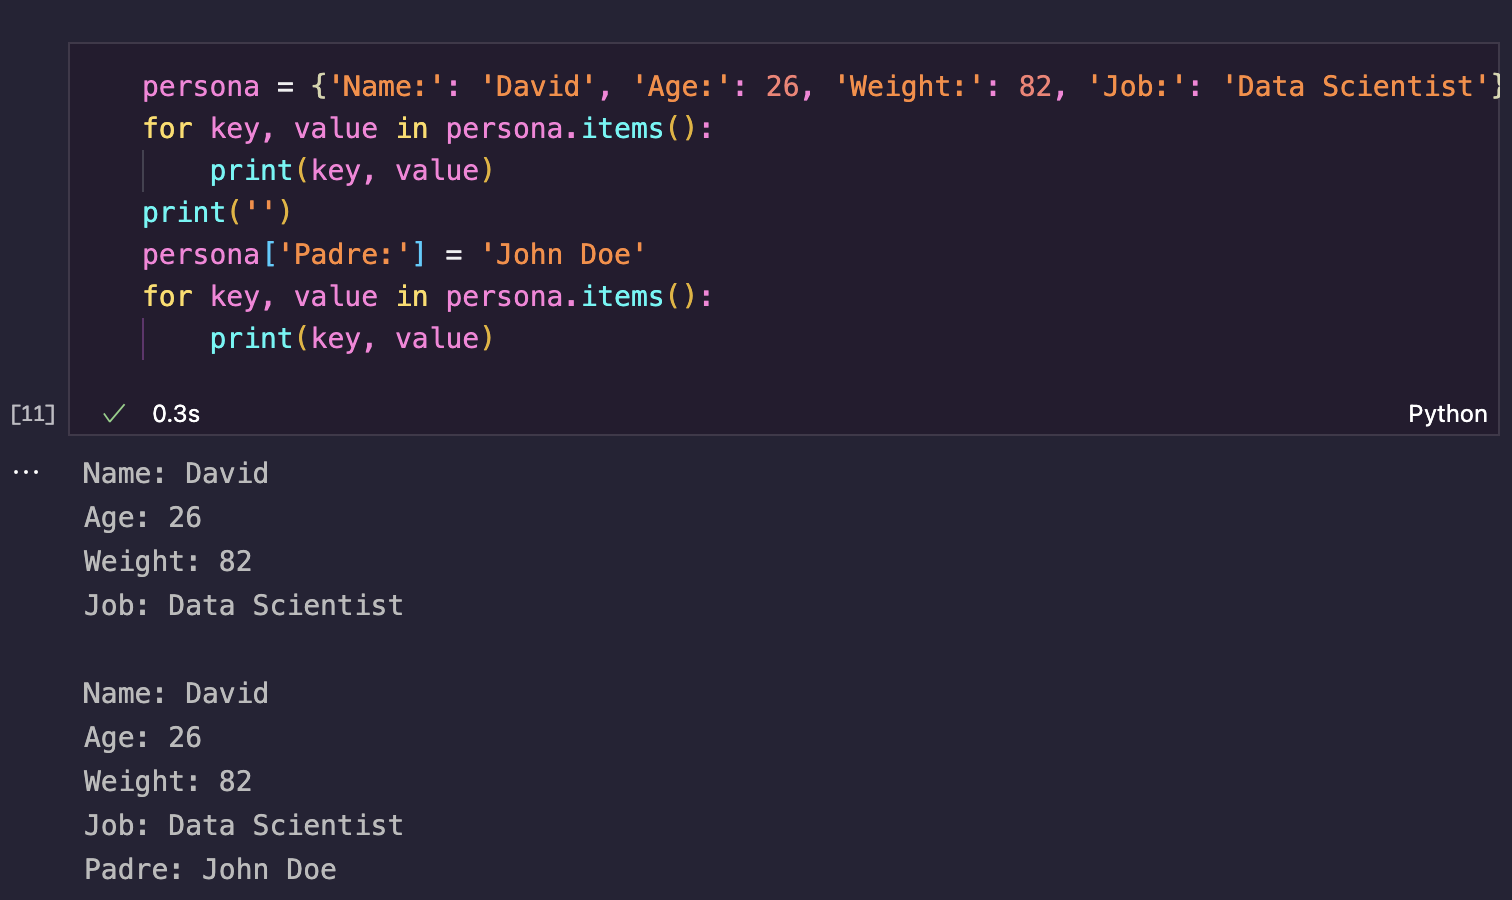 persona = {'Name:': 'David', 'Age:': 26, 'Weight:': 82, 'Job:': 'Data Scientist'}
for key, value in persona.items():
    print(key, value)
print('')
persona['Padre:'] = 'John Doe'
for key, value in persona.items():
    print(key, value)
[11] ✓ 0.3s Python
... Name: David
Age: 26
Weight: 82
Job: Data Scientist

Name: David
Age: 26
Weight: 82
Job: Data Scientist
Padre: John Doe